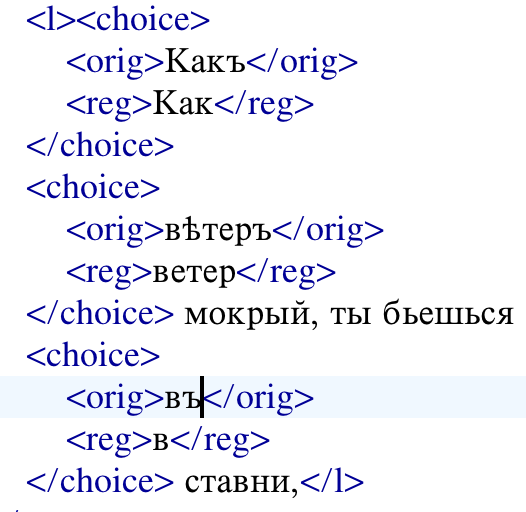 <l><choice>
<orig>Какъ</orig>
<reg>Как</reg>
</choice>
<choice>
<orig>вѣтеръ</orig>
<reg>ветер</reg>
</choice> мокрый, ты бьешься
<choice>
<orig>въ</orig>
<reg>в</reg>
</choice> ставни,</l>